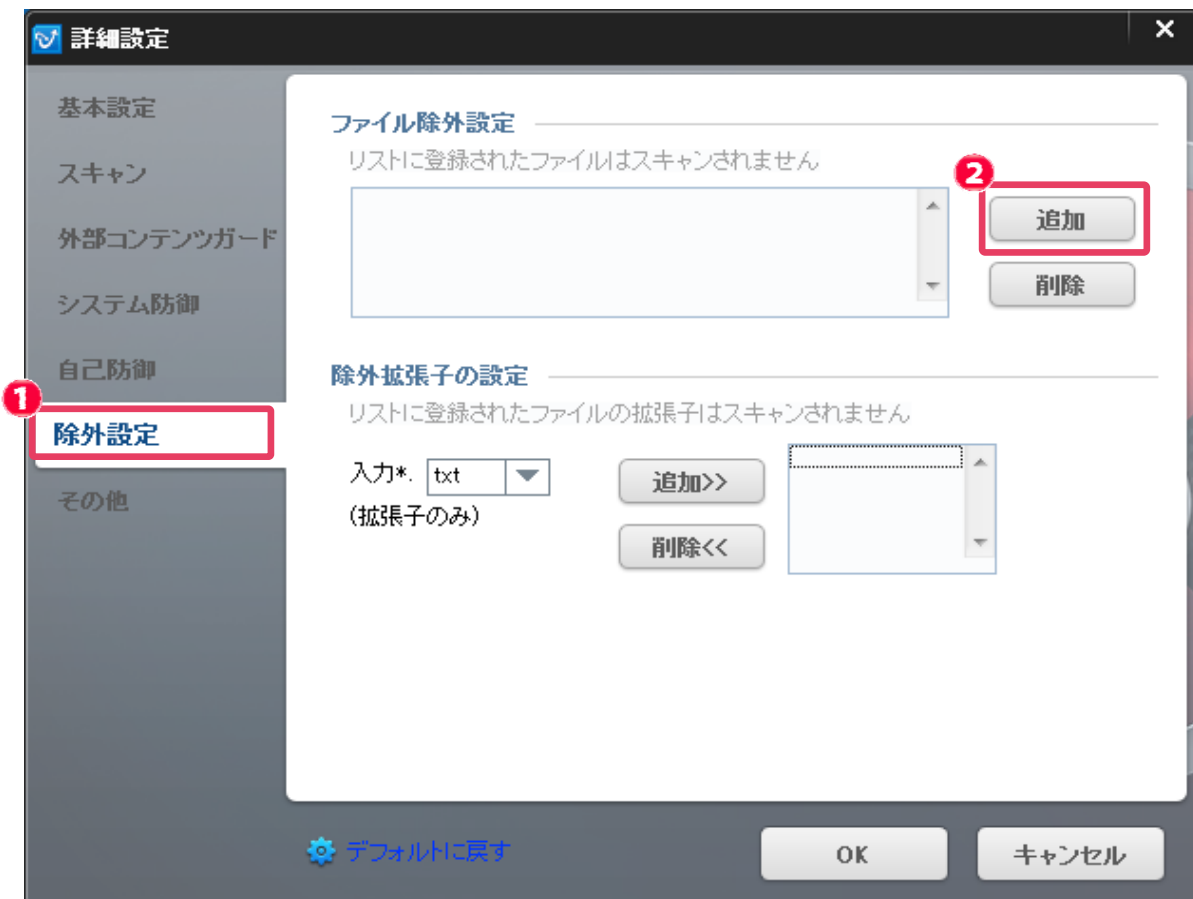 詳細設定
基本設定
スキャン
外部コンテンツガード
システム防御
自己防御
1
除外設定
その他
ファイル除外設定
リストに登録されたファイルはスキャンされません
2
追加
削除
除外拡張子の設定
リストに登録されたファイルの拡張子はスキャンされません
入力*. txt
(拡張子のみ)
追加>>
削除<<
デフォルトに戻す
OK
キャンセル